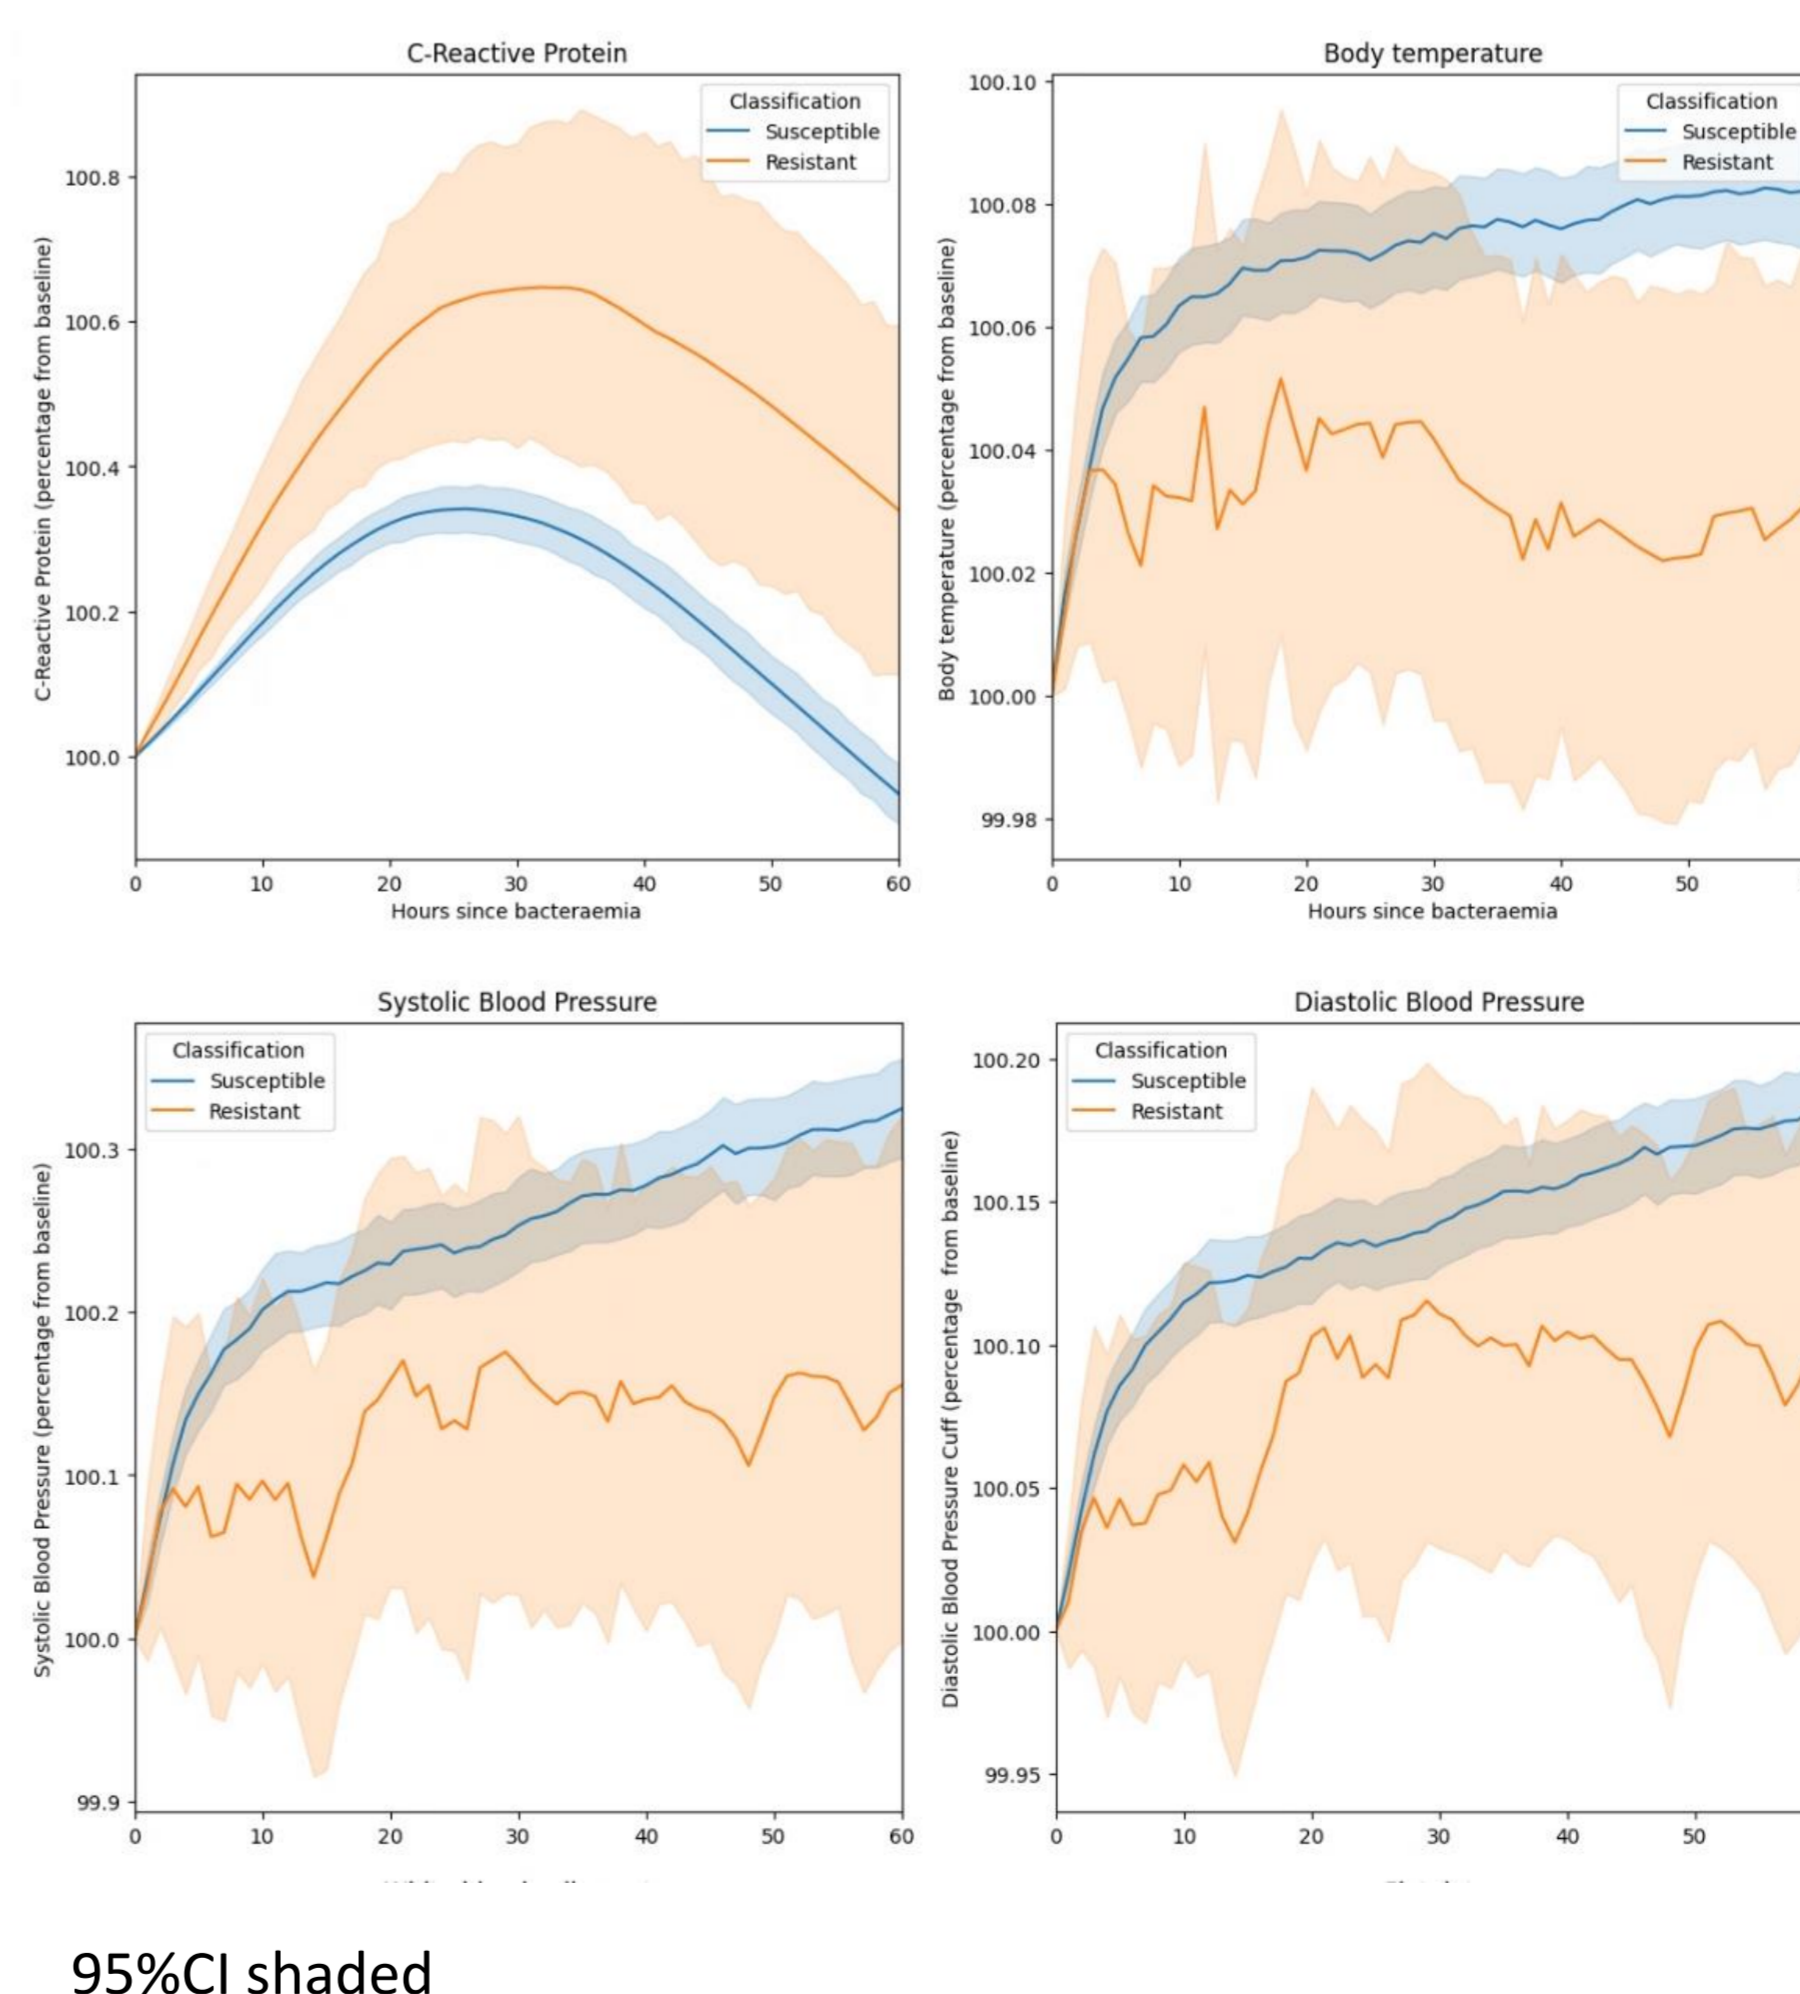 C-Reactive Protein
C-Reactive Protein (percentage from baseline)
100.8
100.6
100.4
100.2
100.0
Classification
Susceptible
Resistant
0 10 20 30 40 50 60
Hours since bacteraemia
Body temperature
Body temperature (percentage from baseline)
100.10
100.08
100.06
100.04
100.02
100.00
99.98
Classification
Susceptible
Resistant
0 10 20 30 40 50
Hours since bacteraemia
Systolic Blood Pressure
Systolic Blood Pressure (percentage from baseline)
Classification
Susceptible
Resistant
100.3
100.2
100.1
100.0
99.9
0 10 20 30 40 50 60
Diastolic Blood Pressure
Diastolic Blood Pressure Cuff (percentage from baseline)
Classification
Susceptible
Resistant
100.20
100.15
100.10
100.05
100.00
99.95
0 10 20 30 40 50
95%CI shaded